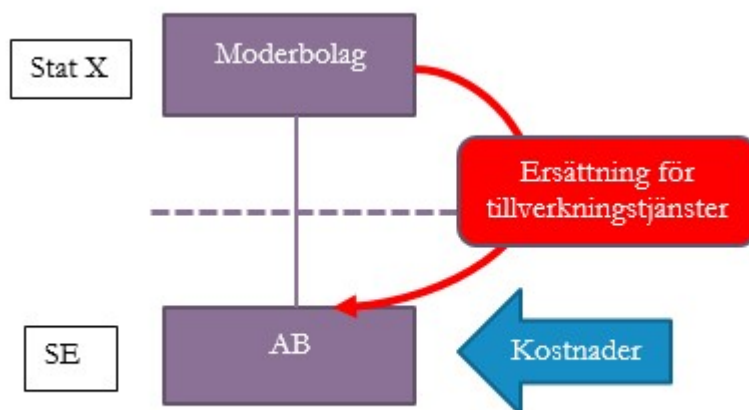 Stat X
Moderbolag
Ersättning för
tillverkningstjänster
SE
AB
Kostnader